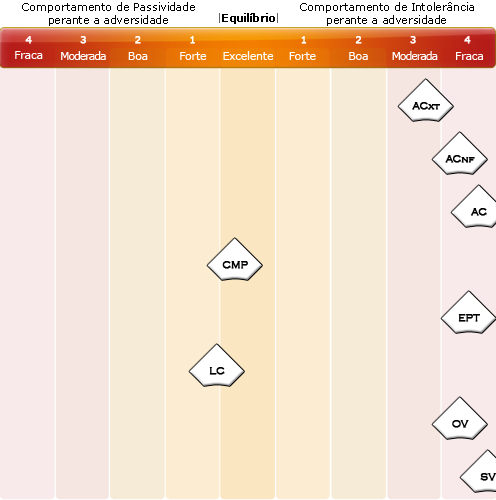 Comportamento de Passividade
perante a adversidade
|Equilíbrio|
Comportamento de Intolerância
perante a adversidade
4 3 2 1 1 2 3 4
Fraca Moderada Boa Forte Excelente Forte Boa Moderada Fraca
ACXT
ACNF
AC
CMP
EPT
LC
OV
SV